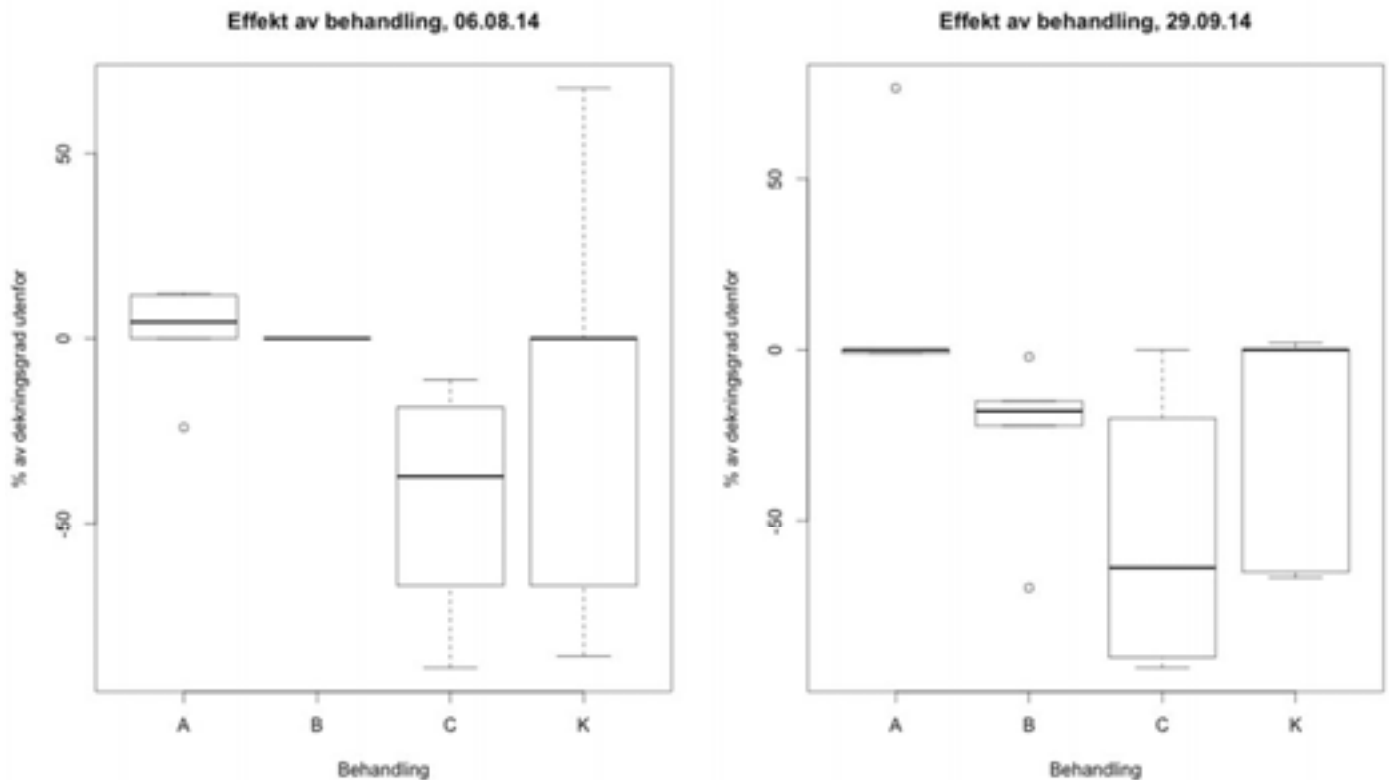 Effekt av behandling, 06.08.14
% av dekningsgrad utenfor
50
0
-50
A B C K
Behandling
Effekt av behandling, 29.09.14
% av dekningsgrad utenfor
50
0
-50
A B C K
Behandling